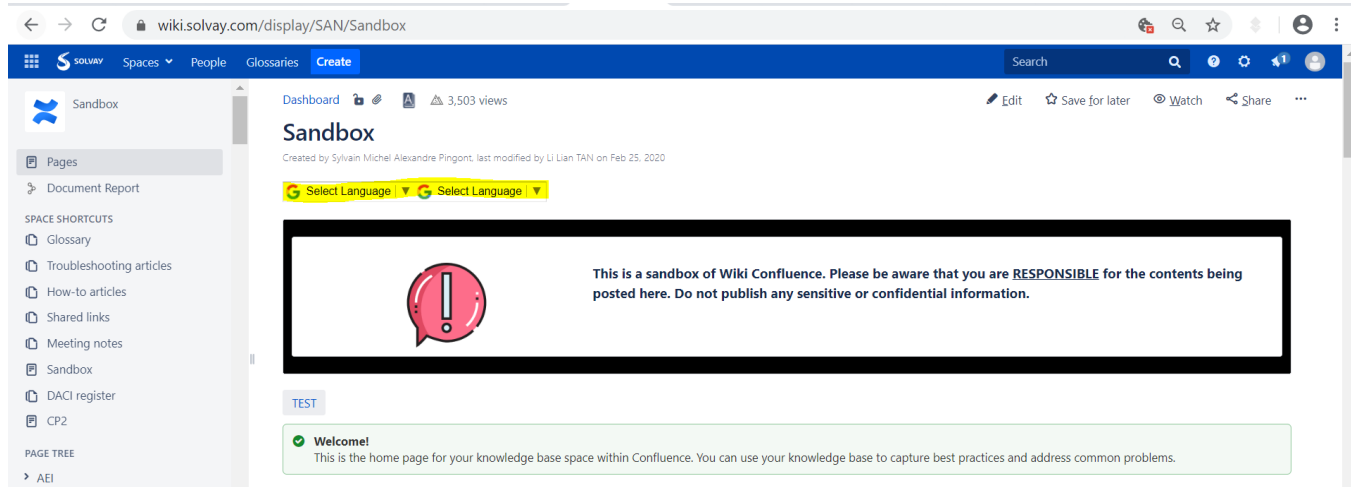 wiki.solvay.com/display/SAN/Sandbox
SOLVAY Spaces People Glossaries Create Search 1
Sandbox
Pages
Document Report
SPACE SHORTCUTS
Glossary
Troubleshooting articles
How-to articles
Shared links
Meeting notes
Sandbox
DACI register
CP2
PAGE TREE
AEI
Dashboard A 3,503 views Edit Save for later Watch Share
Sandbox
Created by Sylvain Michel Alexandre Pingont, last modified by Li Lian TAN on Feb 25, 2020
G Select Language ▼ G Select Language ▼
This is a sandbox of Wiki Confluence. Please be aware that you are RESPONSIBLE for the contents being
posted here. Do not publish any sensitive or confidential information.
TEST
Welcome!
This is the home page for your knowledge base space within Confluence. You can use your knowledge base to capture best practices and address common problems.